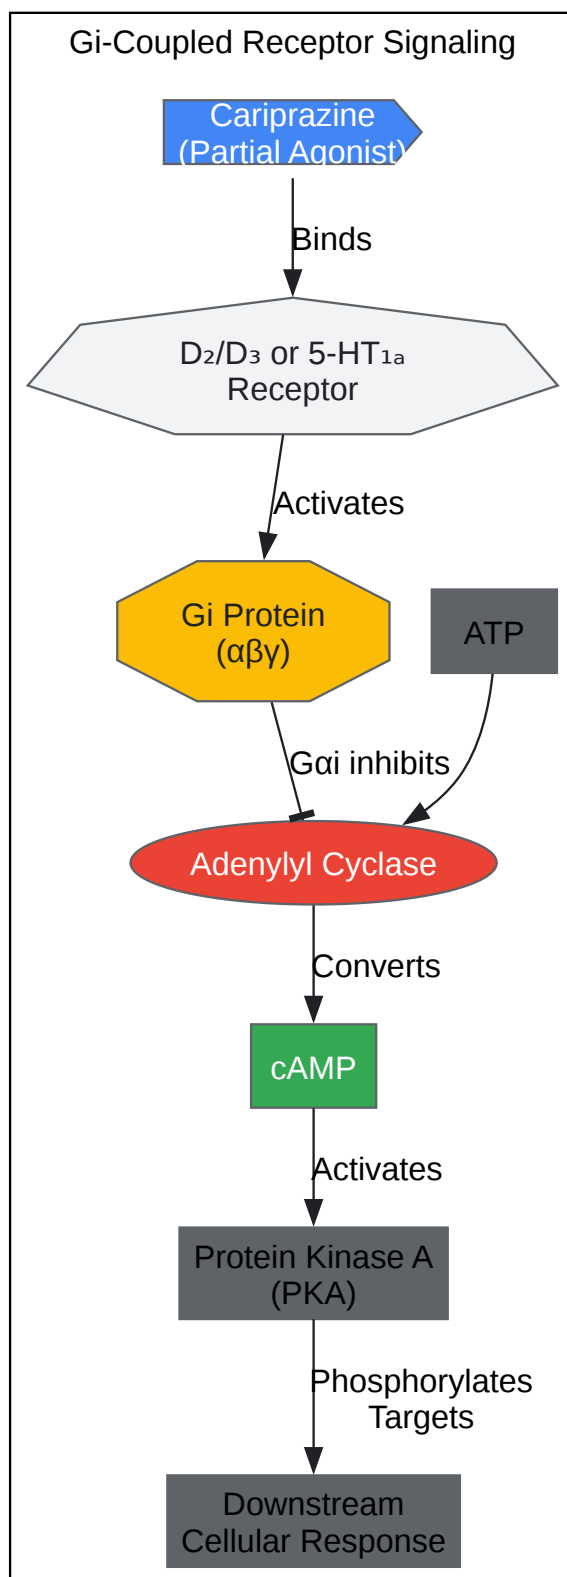 Gi-Coupled Receptor Signaling
Cariprazine
(Partial Agonist)
Binds
D₂/D₃ or 5-HT₁ₐ
Receptor
Activates
Gi Protein
(αβγ)
ATP
Gαi inhibits
Adenylyl Cyclase
Converts
cAMP
Activates
Protein Kinase A
(PKA)
Phosphorylates
Targets
Downstream
Cellular Response